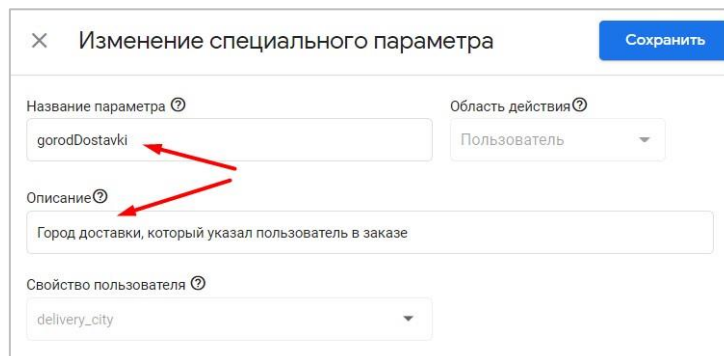 Изменение специального параметра
Сохранить
Название параметра
Область действия
gorodDostavki
Пользователь
Описание
Город доставки, который указал пользователь в заказе
Свойство пользователя
delivery_city